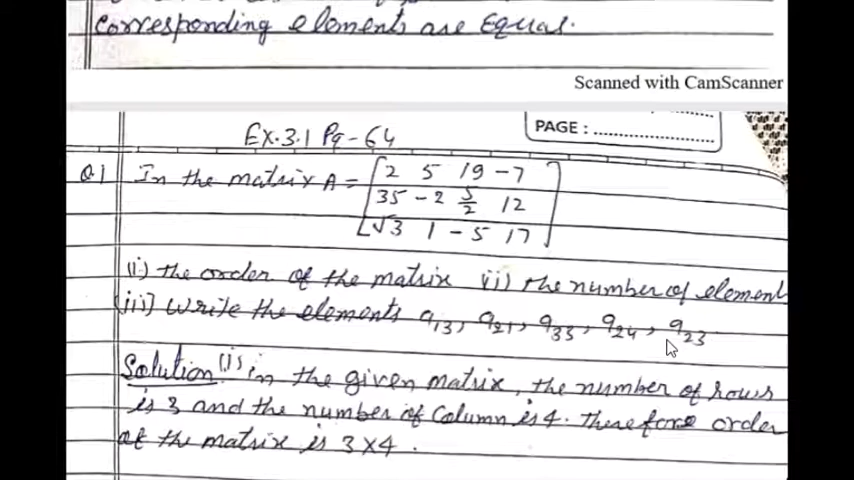 corresponding elements are Equal.
Scanned with CamScanner
PAGE : ..................
Ex.3.1 Pg-64
Q.1 In the matrix A = [2 5 19 -7
35 -2 5/2 12
√3 1 -5 17]
(i) the order of the matrix (ii) the number of element
(iii) Write the elements a13, a21, a33, a24, a23
Solution (i) in the given matrix, the number of rows
is 3 and the number of Column is 4. Therefore order
of the matrix is 3×4.